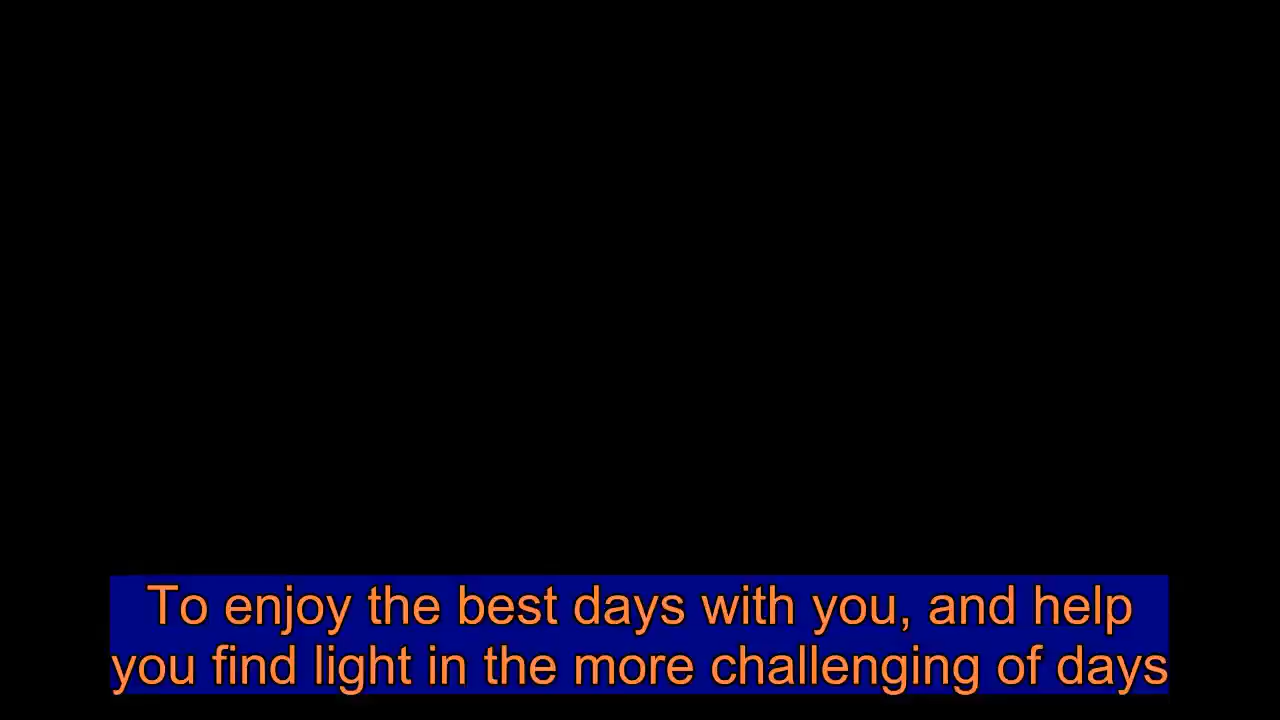 To enjoy the best days with you, and help
you find light in the more challenging of days